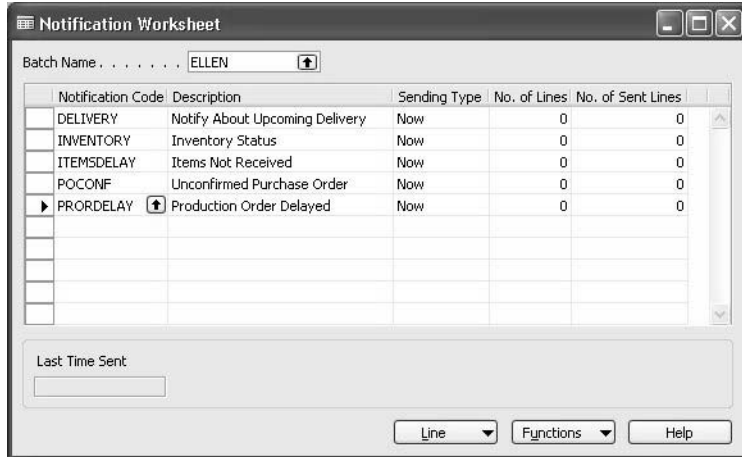 Notification Worksheet
Batch Name . . . . . . . ELLEN
Notification Code Description Sending Type No. of Lines No. of Sent Lines
DELIVERY Notify About Upcoming Delivery Now 0 0
INVENTORY Inventory Status Now 0 0
ITEMSDELAY Items Not Received Now 0 0
POCONF Unconfirmed Purchase Order Now 0 0
PRORDELAY Production Order Delayed Now 0 0
Last Time Sent
Line Functions Help